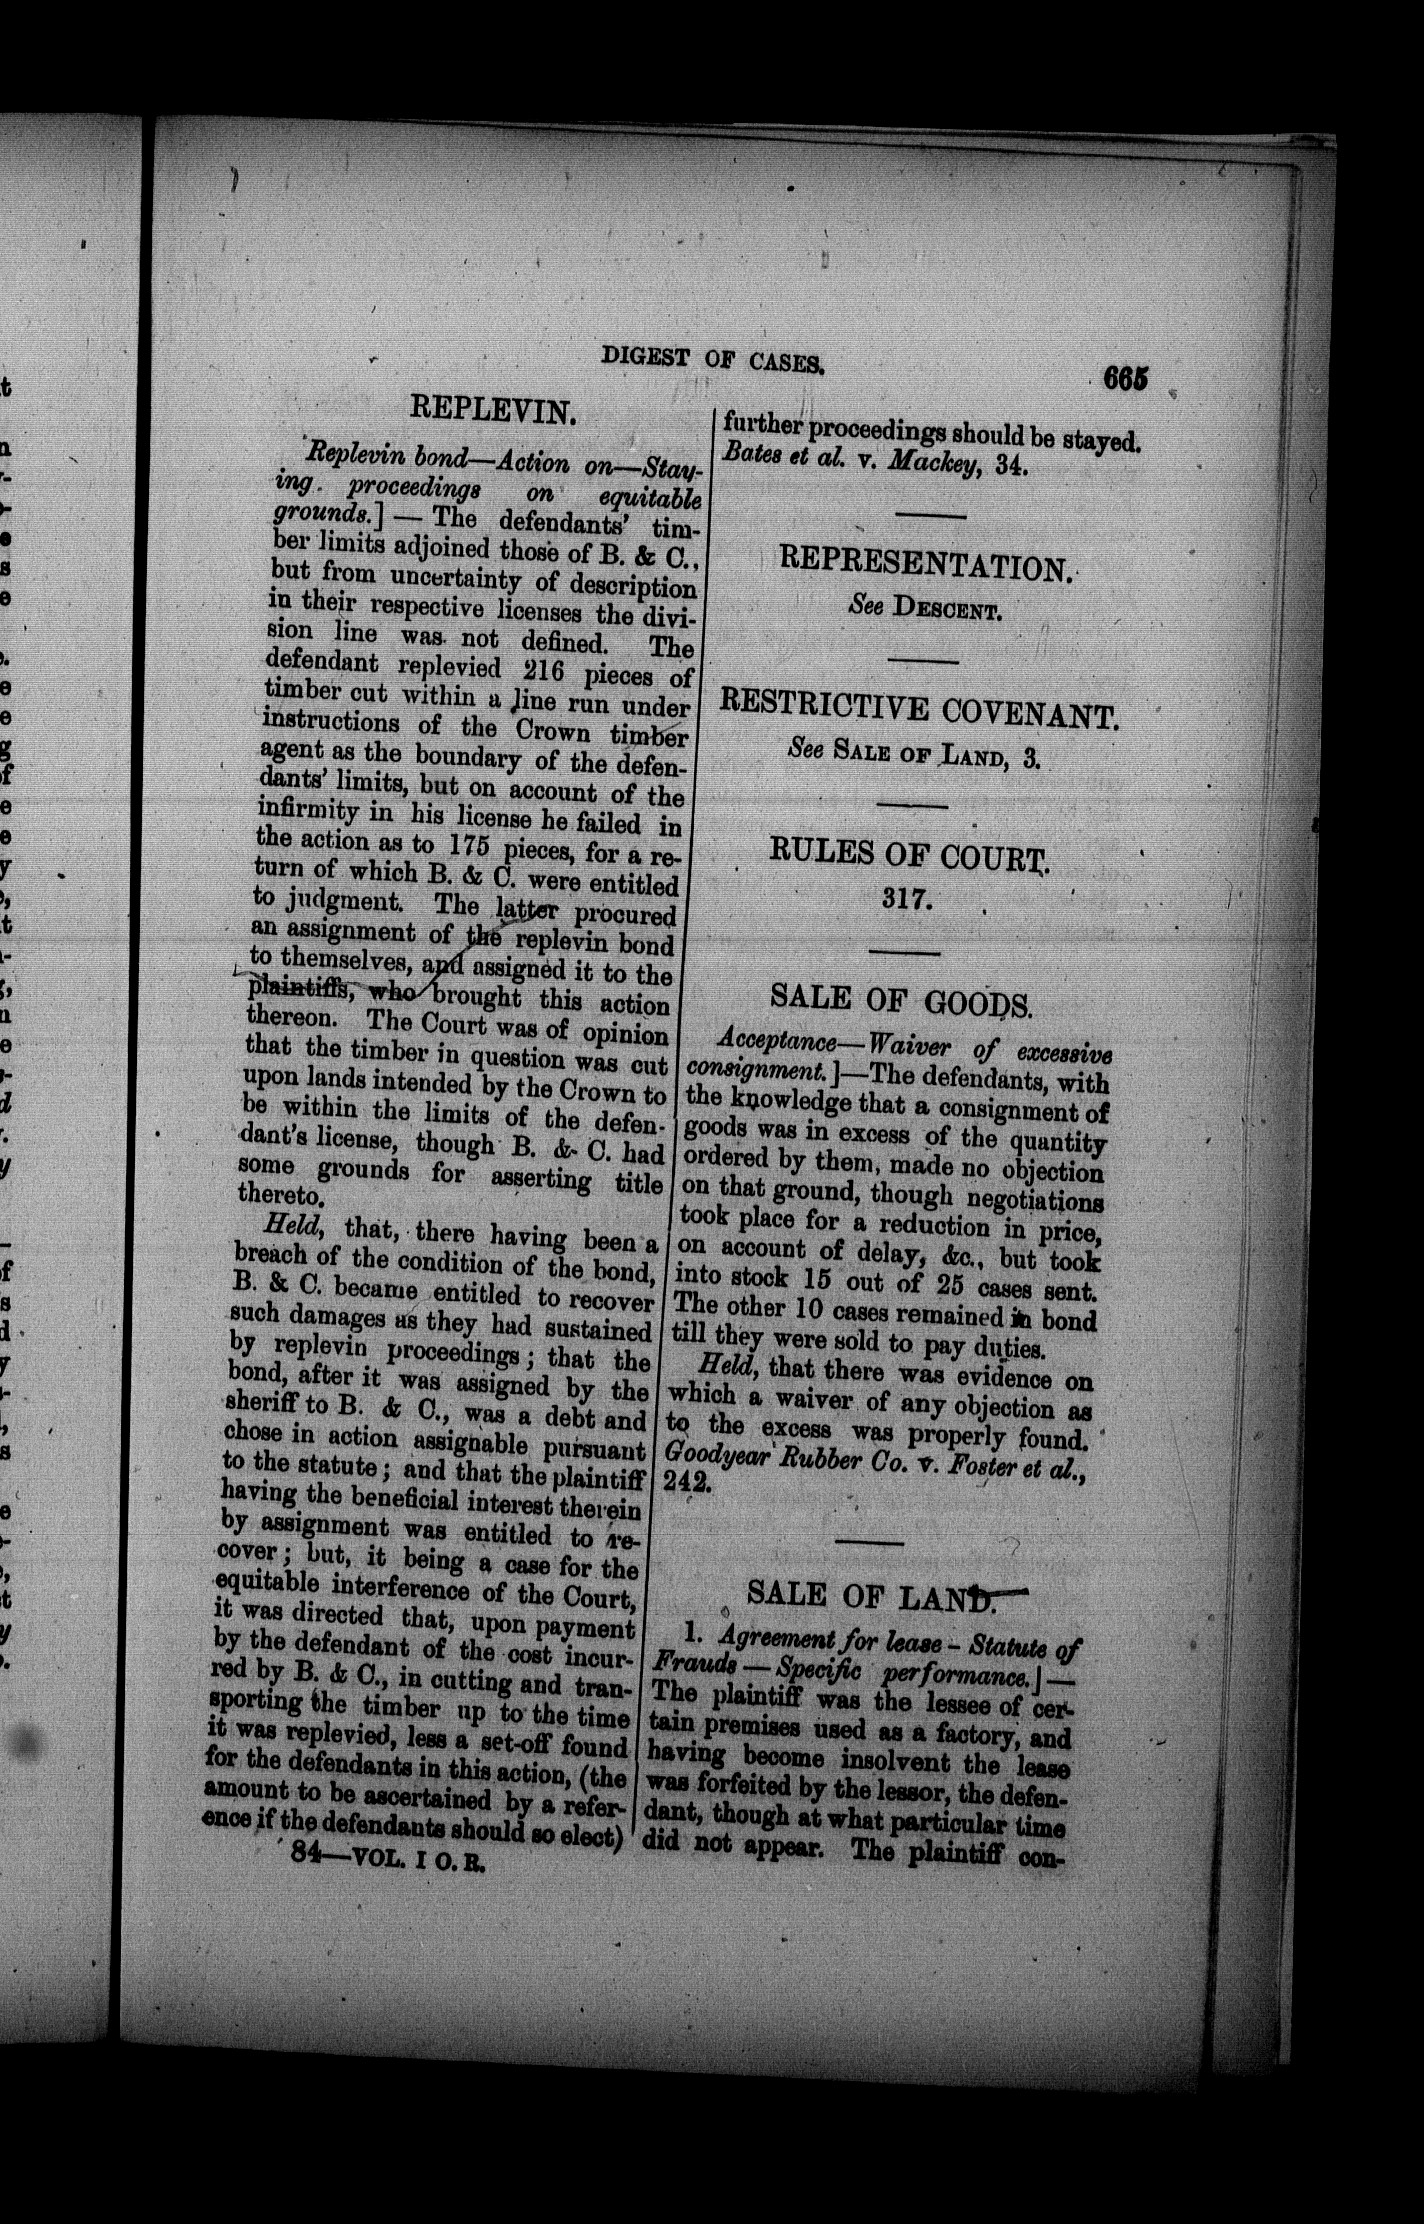 DIGEST OF CASES.
665
REPLEVIN.
Replevin bond—Action on—Stay-
ing proceedings on equitable
grounds.] — The defendants' tim-
ber limits adjoined those of B. & C.,
but from uncertainty of description
in their respective licenses the divi-
sion line was not defined. The
defendant replevied 216 pieces of
timber cut within a line run under
instructions of the Crown timber
agent as the boundary of the defen-
dants' limits, but on account of the
infirmity in his license he failed in
the action as to 175 pieces, for a re-
turn of which B. & C. were entitled
to judgment. The latter procured
an assignment of the replevin bond
to themselves, and assigned it to the
plaintiffs, who brought this action
thereon. The Court was of opinion
that the timber in question was cut
upon lands intended by the Crown to
be within the limits of the defen-
dant's license, though B. & C. had
some grounds for asserting title
thereto.
Held, that, there having been a
breach of the condition of the bond,
B. & C. became entitled to recover
such damages as they had sustained
by replevin proceedings; that the
bond, after it was assigned by the
sheriff to B. & C., was a debt and
chose in action assignable pursuant
to the statute; and that the plaintiff
having the beneficial interest therein
by assignment was entitled to re-
cover; but, it being a case for the
equitable interference of the Court,
it was directed that, upon payment
by the defendant of the cost incur-
red by B. & C., in cutting and tran-
sporting the timber up to the time
it was replevied, less a set-off found
for the defendants in this action, (the
amount to be ascertained by a refer-
ence if the defendants should so elect)
84—VOL. I O.R.
further proceedings should be stayed.
Bates et al. v. Mackey, 34.
REPRESENTATION.
See DESCENT.
RESTRICTIVE COVENANT.
See SALE OF LAND, 3.
RULES OF COURT.
317.
SALE OF GOODS.
Acceptance—Waiver of excessive
consignment.]—The defendants, with
the knowledge that a consignment of
goods was in excess of the quantity
ordered by them, made no objection
on that ground, though negotiations
took place for a reduction in price,
on account of delay, &c., but took
into stock 15 out of 25 cases sent.
The other 10 cases remained in bond
till they were sold to pay duties.
Held, that there was evidence on
which a waiver of any objection as
to the excess was properly found.
Goodyear Rubber Co. v. Foster et al.,
242.
SALE OF LAND.
1. Agreement for lease – Statute of
Frauds — Specific performance.] —
The plaintiff was the lessee of cer-
tain premises used as a factory, and
having become insolvent the lease
was forfeited by the lessor, the defen-
dant, though at what particular time
did not appear. The plaintiff con-